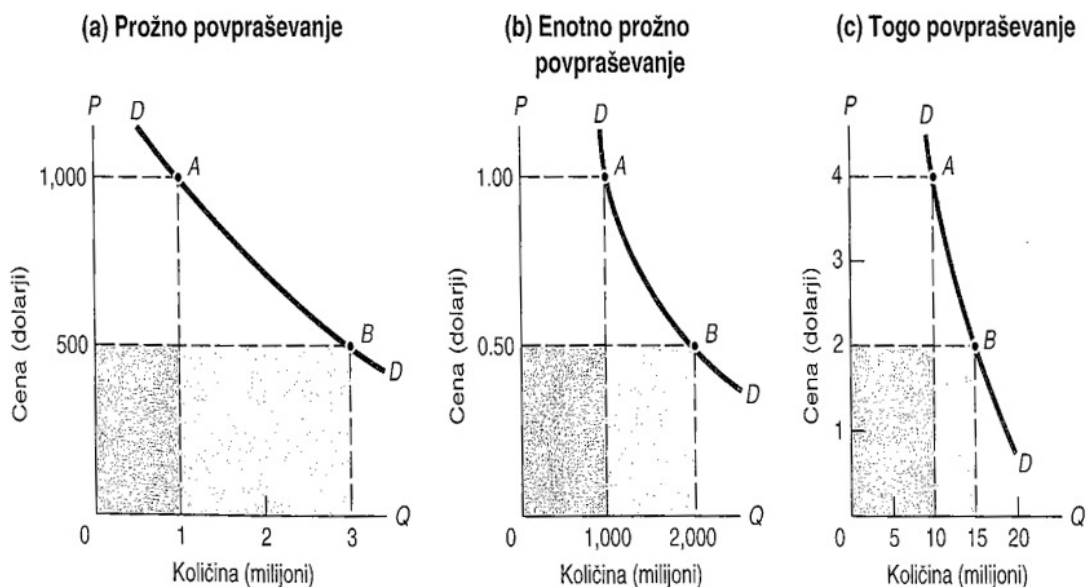 (a) Prožno povpraševanje
P
D
1,000
A
500
B
D
Cena (dolarji)
0
1
2
3
Q
Količina (milijoni)
(b) Enotno prožno
povpraševanje
P
D
1.00
A
0.50
B
D
Cena (dolarji)
0
1,000
2,000
Q
Količina (milijoni)
(c) Togo povpraševanje
P
D
4
A
3
2
B
1
D
Cena (dolarji)
0
5
10
15
20
Q
Količina (milijoni)